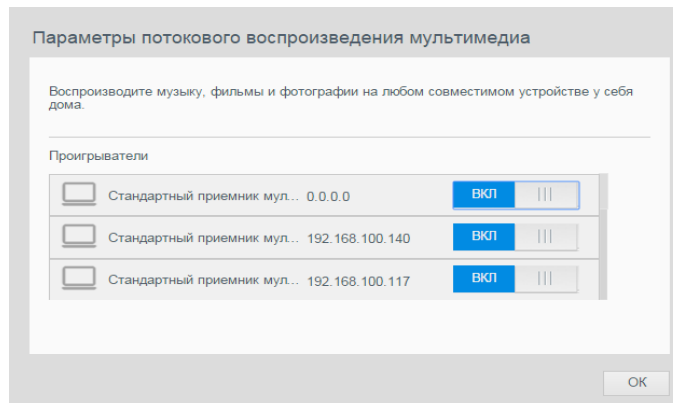 Параметры потокового воспроизведения мультимедиа
Воспроизводите музыку, фильмы и фотографии на любом совместимом устройстве у себя
дома.
Проигрыватели
Стандартный приемник мул... 0.0.0.0 ВКЛ
Стандартный приемник мул... 192.168.100.140 ВКЛ
Стандартный приемник мул... 192.168.100.117 ВКЛ
ОК